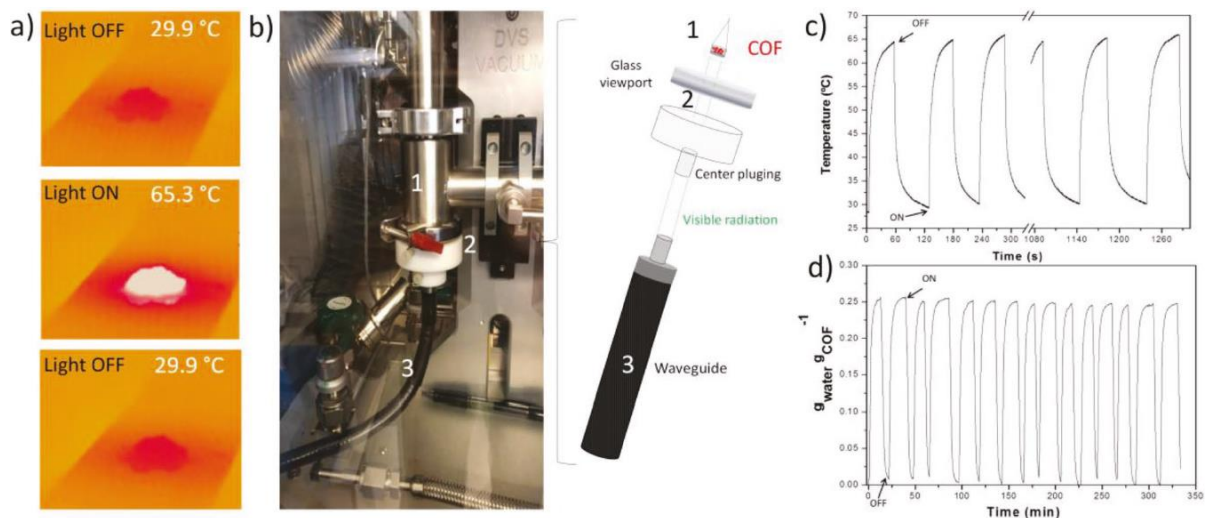 a)
Light OFF 29.9 °C
Light ON 65.3 °C
Light OFF 29.9 °C
b)
DVS
VACUUM
1
2
3
1
COF
Glass
viewport
2
Center pluging
Visible radiation
3
Waveguide
c)
Temperature (°C)
70
65
60
55
50
45
40
35
30
25
OFF
ON
0 60 120 180 240 300 1080 1140 1200 1260
Time (s)
d)
g water g COF -1
0.30
0.25
0.20
0.15
0.10
0.05
0.00
ON
OFF
0 50 100 150 200 250 300 350
Time (min)